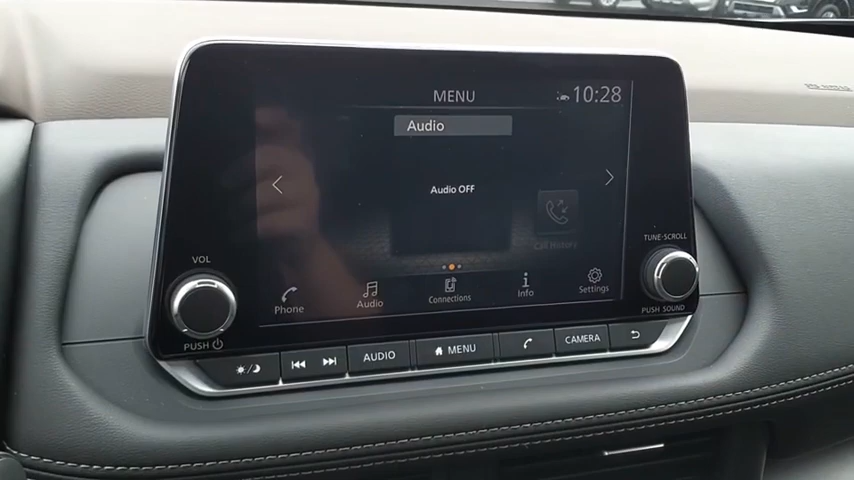 MENU
10:28
Audio
Audio OFF
Call History
VOL
TUNE·SCROLL
Phone
Audio
Connections
Info
Settings
PUSH
PUSH SOUND
AUDIO
MENU
CAMERA